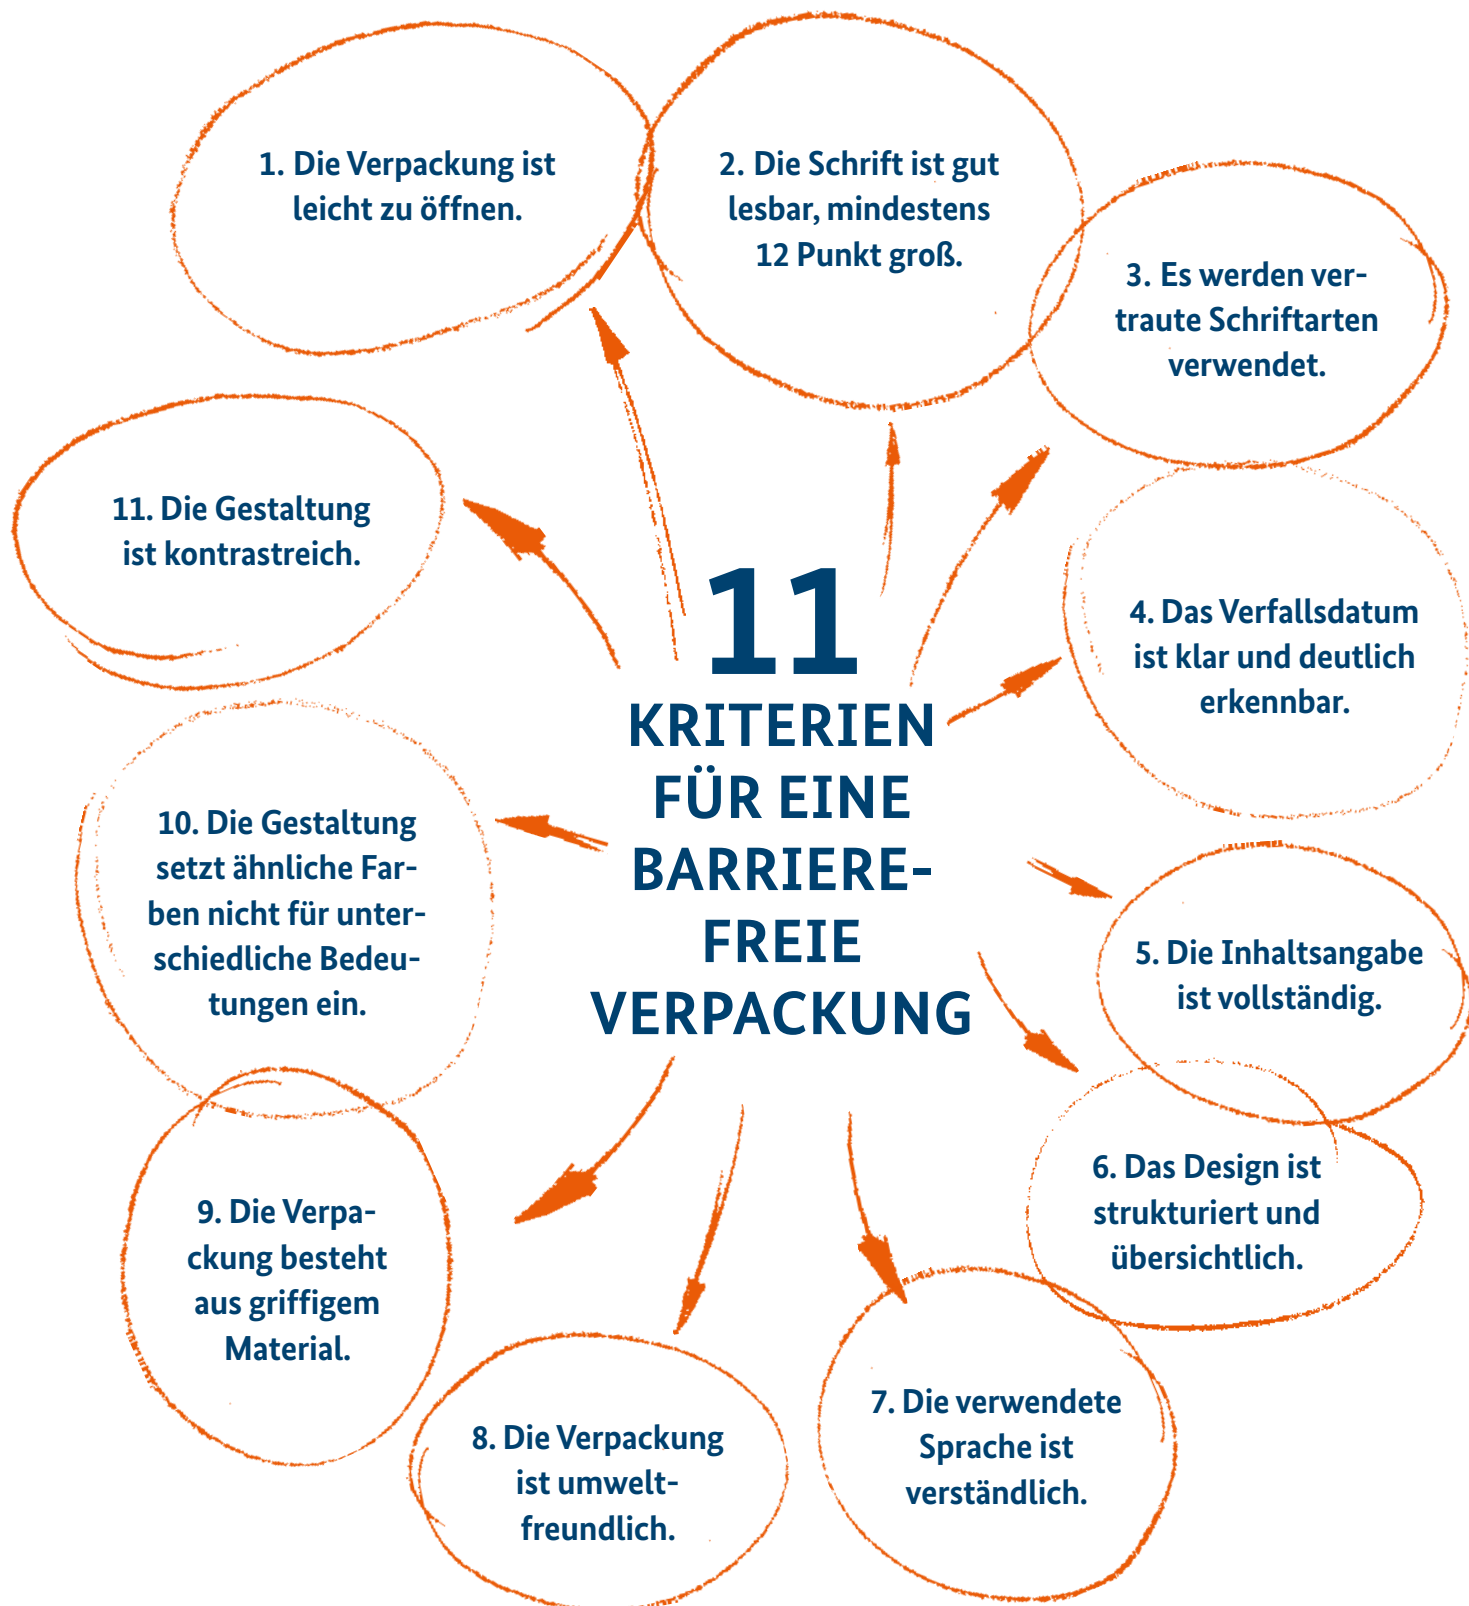 11
KRITERIEN
FÜR EINE
BARRIERE-
FREIE
VERPACKUNG
1. Die Verpackung ist
leicht zu öffnen.
2. Die Schrift ist gut
lesbar, mindestens
12 Punkt groß.
3. Es werden ver-
traute Schriftarten
verwendet.
4. Das Verfallsdatum
ist klar und deutlich
erkennbar.
5. Die Inhaltsangabe
ist vollständig.
6. Das Design ist
strukturiert und
übersichtlich.
7. Die verwendete
Sprache ist
verständlich.
8. Die Verpackung
ist umwelt-
freundlich.
9. Die Verpa-
ckung besteht
aus griffigem
Material.
10. Die Gestaltung
setzt ähnliche Far-
ben nicht für unter-
schiedliche Bedeu-
tungen ein.
11. Die Gestaltung
ist kontrastreich.